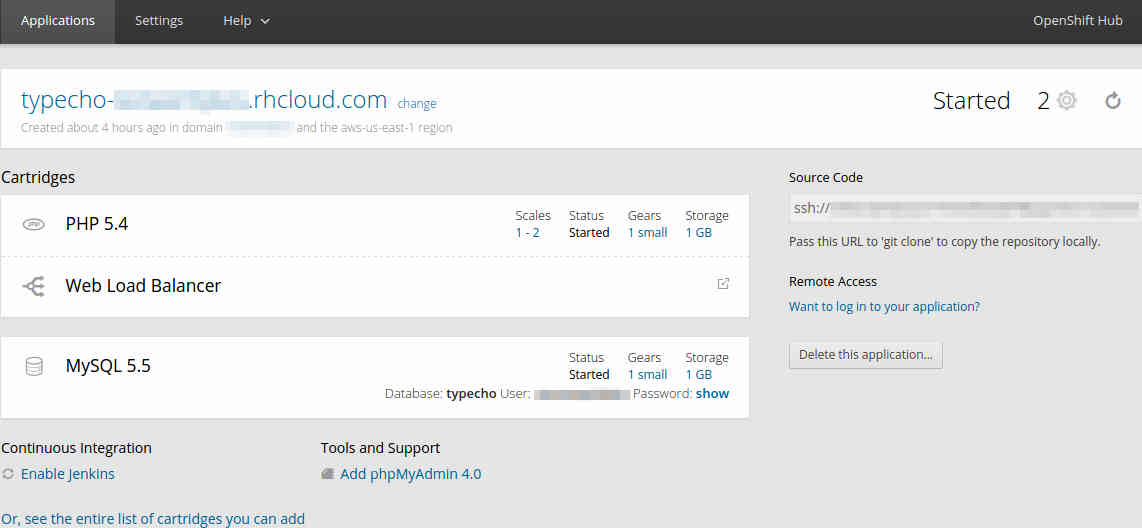 Applications Settings Help OpenShift Hub
typecho- .rhcloud.com change
Started 2
Created about 4 hours ago in domain and the aws-us-east-1 region
Cartridges
PHP 5.4
Scales Status Gears Storage
1 - 2 Started 1 small 1 GB
Web Load Balancer
MySQL 5.5
Status Gears Storage
Started 1 small 1 GB
Database: typecho User: Password: show
Continuous Integration
Enable Jenkins
Tools and Support
Add phpMyAdmin 4.0
Or, see the entire list of cartridges you can add
Source Code
ssh://
Pass this URL to 'git clone' to copy the repository locally.
Remote Access
Want to log in to your application?
Delete this application...